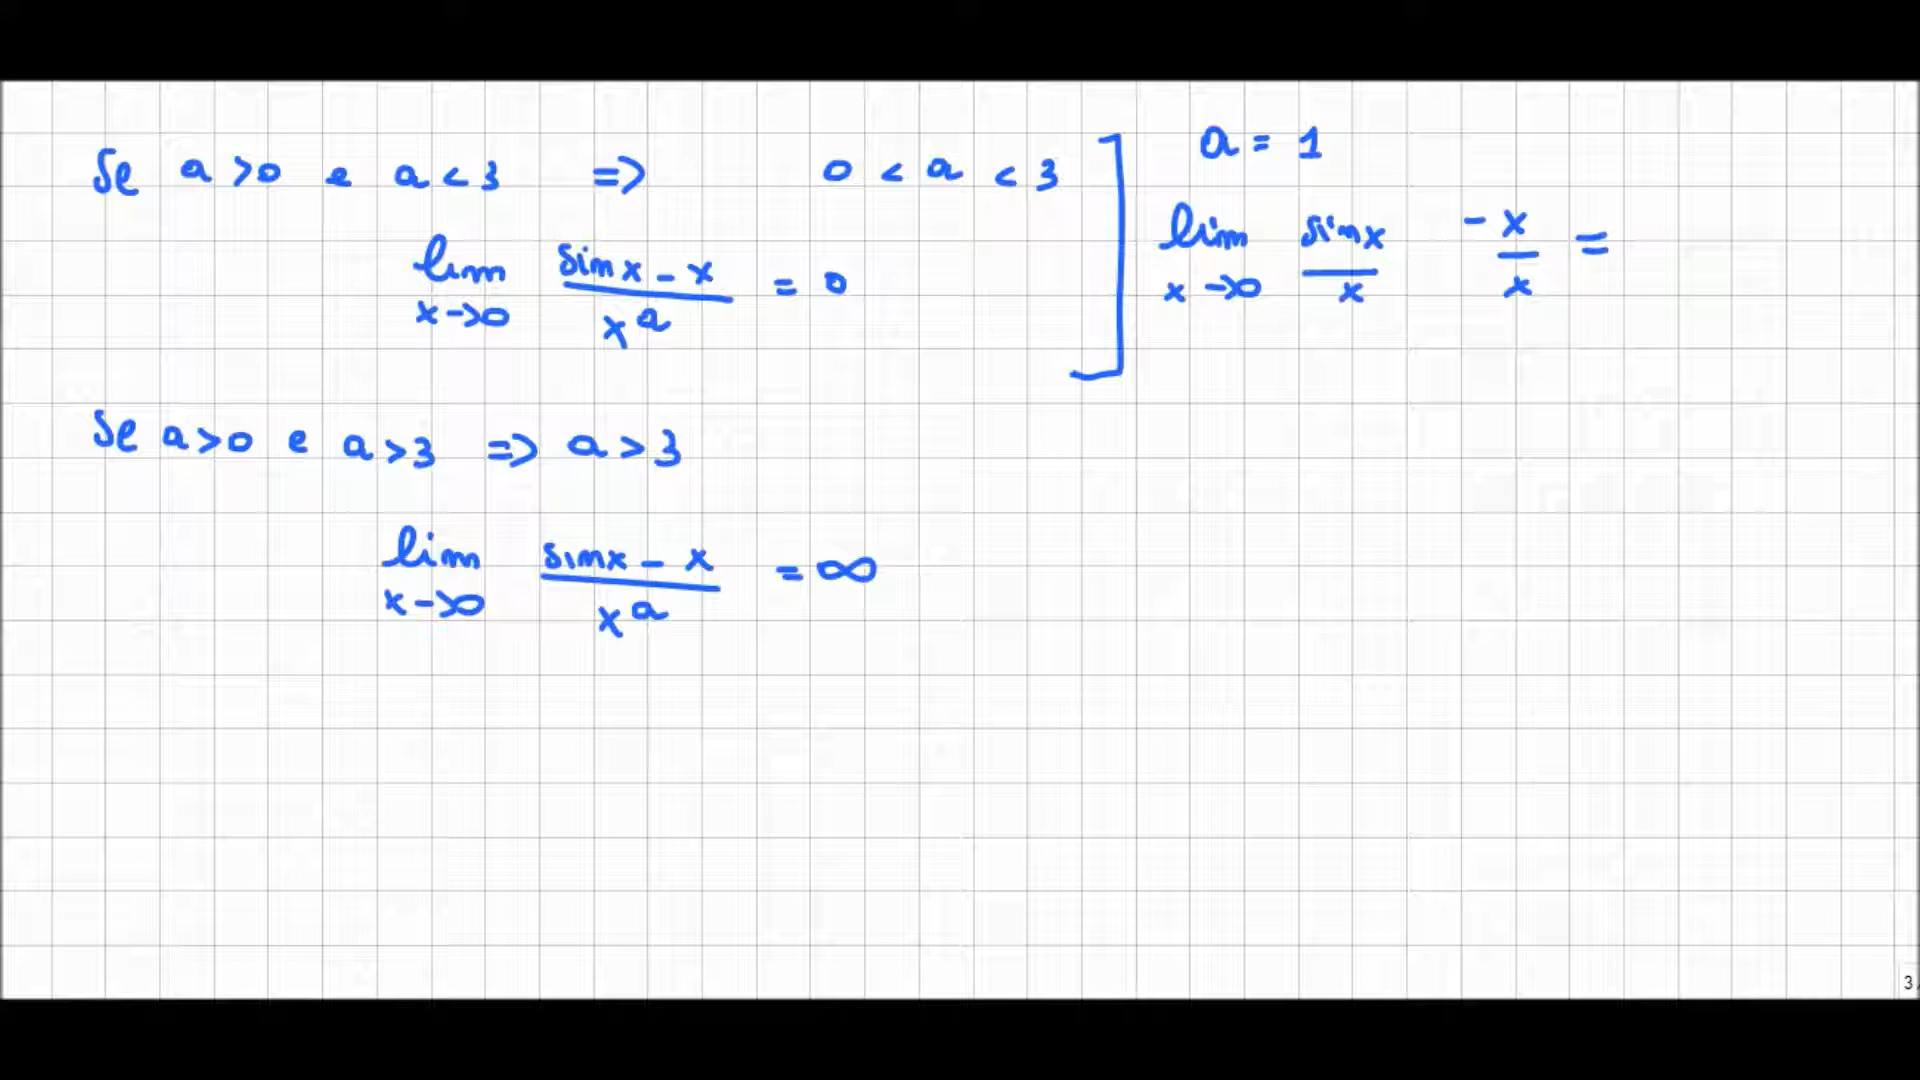 Se a > 0 e a < 3 => 0 < a < 3
lim x->0 (sin x - x)/x^a = 0
a = 1
lim x->0 sin x/x - x/x =
Se a > 0 e a > 3 => a > 3
lim x->0 (sin x - x)/x^a = ∞
3